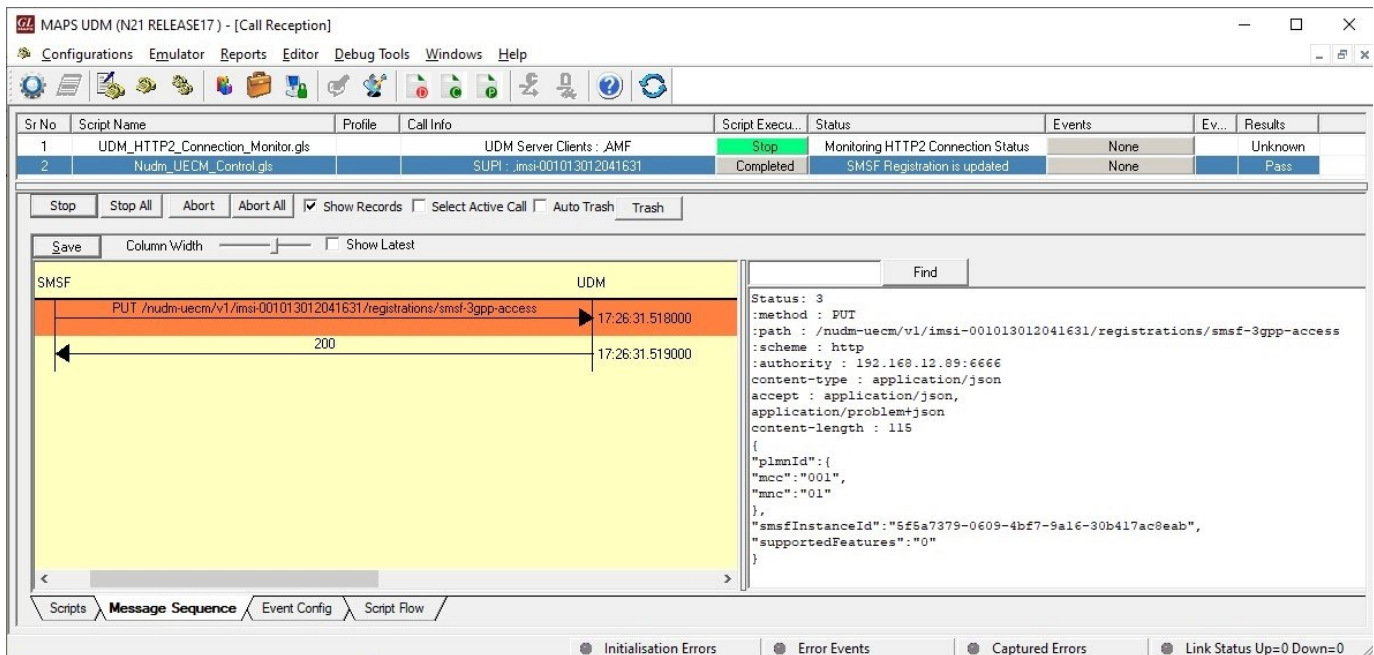 GL MAPS MAPS UDM (N21 RELEASE17 ) - [Call Reception]
Configurations Emulator Reports Editor Debug Tools Windows Help
Sr No Script Name Profile Call Info Script Execu... Status Events Ev... Results
1 UDM_HTTP2_Connection_Monitor.gls UDM Server Clients : ,AMF Stop Monitoring HTTP2 Connection Status None Unknown
2 Nudm_UECM_Control.gls SUPI : ,imsi-001013012041631 Completed SMSF Registration is updated None Pass
Stop Stop All Abort Abort All Show Records Select Active Call Auto Trash Trash
Save Column Width Show Latest
SMSF UDM
PUT /nudm-uecm/v1/imsi-001013012041631/registrations/smsf-3gpp-access
17:26:31.518000
200
17:26:31.519000
Find
Status: 3
:method : PUT
:path : /nudm-uecm/v1/imsi-001013012041631/registrations/smsf-3gpp-access
:scheme : http
:authority : 192.168.12.89:6666
content-type : application/json
accept : application/json,
application/problem+json
content-length : 115
{
"plmnId":{
"mcc":"001",
"mnc":"01"
},
"smsfInstanceId":"5f5a7379-0609-4bf7-9a16-30b417ac8eab",
"supportedFeatures":"0"
}
Scripts Message Sequence Event Config Script Flow
Initialisation Errors Error Events Captured Errors Link Status Up=0 Down=0